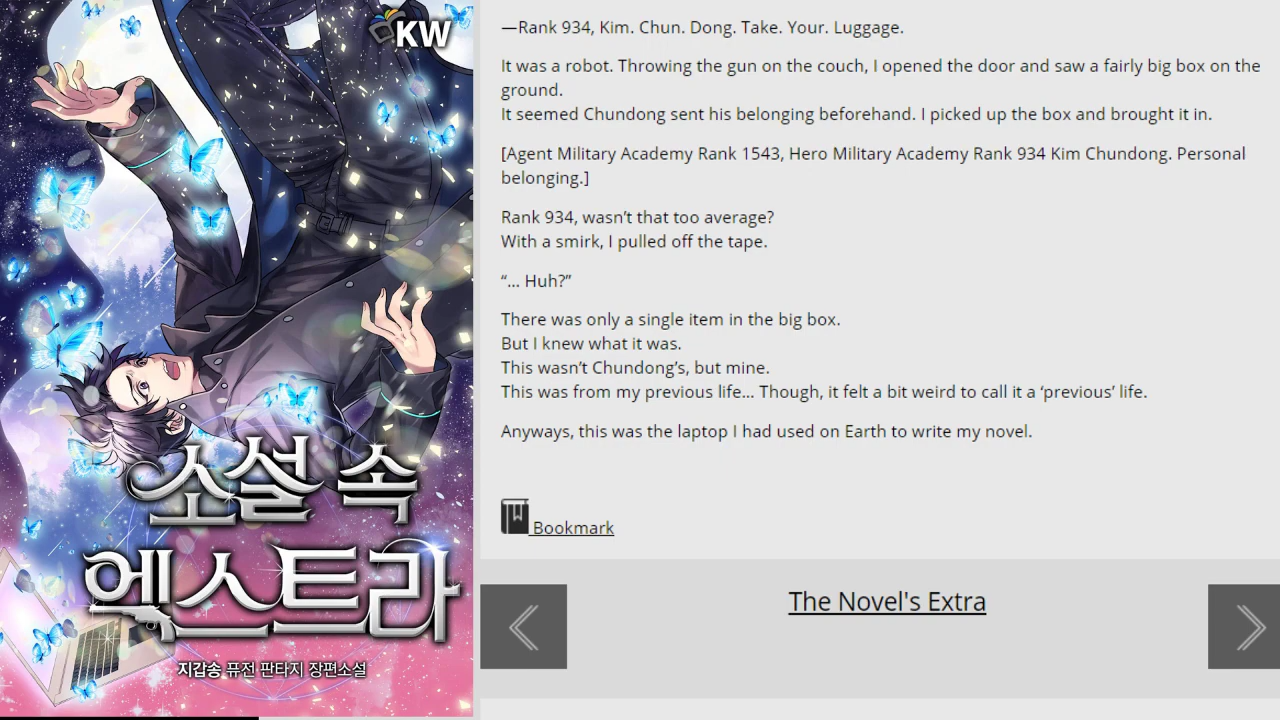 KW
소설 속
엑스트라
지갑송 퓨전 판타지 장편소설
—Rank 934, Kim. Chun. Dong. Take. Your. Luggage.
It was a robot. Throwing the gun on the couch, I opened the door and saw a fairly big box on the
ground.
It seemed Chundong sent his belonging beforehand. I picked up the box and brought it in.
[Agent Military Academy Rank 1543, Hero Military Academy Rank 934 Kim Chundong. Personal
belonging.]
Rank 934, wasn’t that too average?
With a smirk, I pulled off the tape.
“… Huh?”
There was only a single item in the big box.
But I knew what it was.
This wasn’t Chundong’s, but mine.
This was from my previous life… Though, it felt a bit weird to call it a ‘previous’ life.
Anyways, this was the laptop I had used on Earth to write my novel.
Bookmark
The Novel's Extra